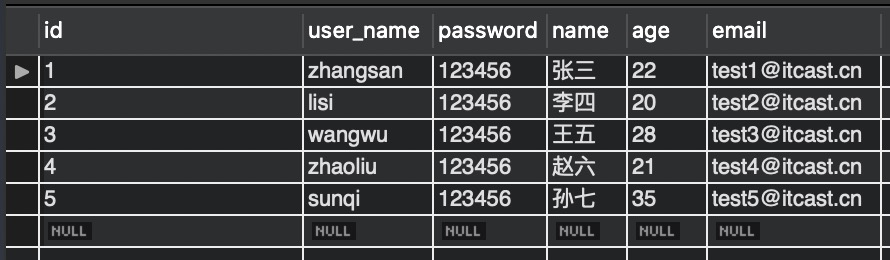 id user_name password name age email
1 zhangsan 123456 张三 22 test1@itcast.cn
2 lisi 123456 李四 20 test2@itcast.cn
3 wangwu 123456 王五 28 test3@itcast.cn
4 zhaoliu 123456 赵六 21 test4@itcast.cn
5 sunqi 123456 孙七 35 test5@itcast.cn
NULL NULL NULL NULL NULL NULL